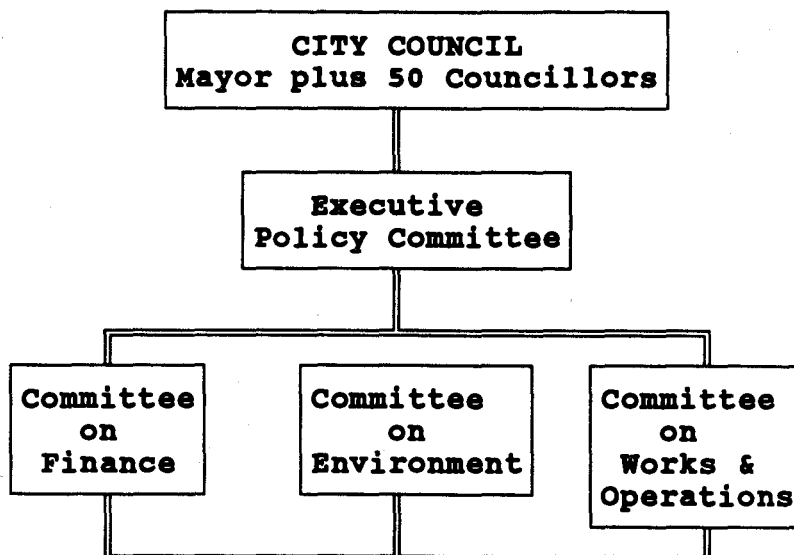 CITY COUNCIL
Mayor plus 50 Councillors
Executive
Policy Committee
Committee
on
Finance
Committee
on
Environment
Committee
on
Works &
Operations